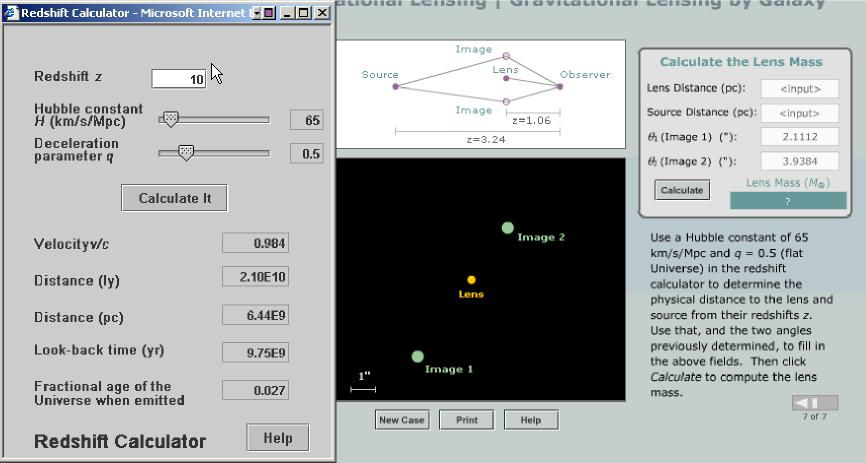 Redshift Calculator - Microsoft Internet E
Redshift z 10
Hubble constant
H (km/s/Mpc) 65
Deceleration
parameter q 0.5
Calculate It
Velocity v/c 0.984
Distance (ly) 2.10E10
Distance (pc) 6.44E9
Look-back time (yr) 9.75E9
Fractional age of the
Universe when emitted 0.027
Redshift Calculator Help
ational Lensing | Gravitational Lensing by Galaxy
Image
Source Lens Observer
Image
z=1.06
z=3.24
Image 2
Lens
Image 1
1"
New Case Print Help
Calculate the Lens Mass
Lens Distance (pc): <input>
Source Distance (pc): <input>
θ₁ (Image 1) ("): 2.1112
θ₂ (Image 2) ("): 3.9384
Lens Mass (M⊙)
Calculate ?
Use a Hubble constant of 65
km/s/Mpc and q = 0.5 (flat
Universe) in the redshift
calculator to determine the
physical distance to the lens and
source from their redshifts z.
Use that, and the two angles
previously determined, to fill in
the above fields. Then click
Calculate to compute the lens
mass.
7 of 7